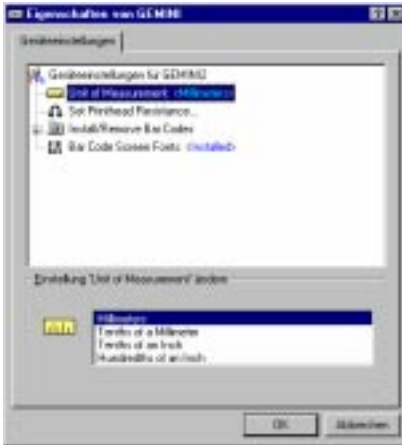 Eigenschaften von GEMINI
Geräteeinstellungen
Geräteeinstellungen für GEMINI2
Unit of Measurement: <Millimeters>
Set Printhead Resistance...
Install/Remove Bar Codes
Bar Code Screen Fonts: <Installed>
Einstellung 'Unit of Measurement' ändern
Millimeters
Tenths of a Millimeter
Tenths of an Inch
Hundredths of an Inch
OK
Abbrechen